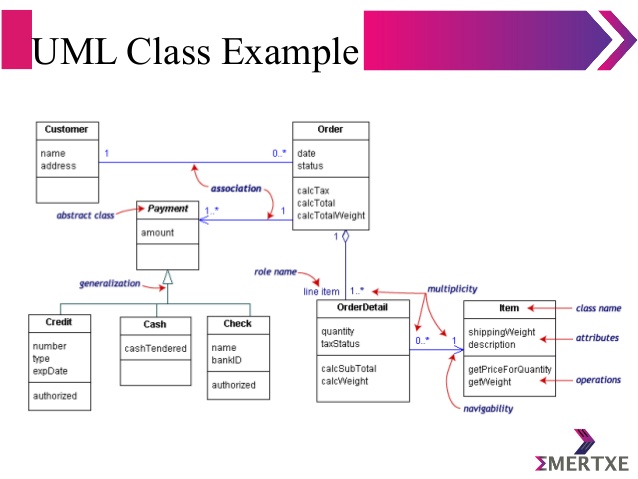 UML Class Example
Customer
name
address
1
0..*
Order
date
status
calcTax
calcTotal
calcTotalWeight
association
abstract class
Payment
amount
1..*
1
generalization
1
role name
line item
1..*
multiplicity
Credit
number
type
expDate
authorized
Cash
cashTendered
Check
name
bankID
authorized
OrderDetail
quantity
taxStatus
calcSubTotal
calcWeight
0..*
1
Item
shippingWeight
description
getPriceForQuantity
getWeight
class name
attributes
operations
navigability
EMERTXE